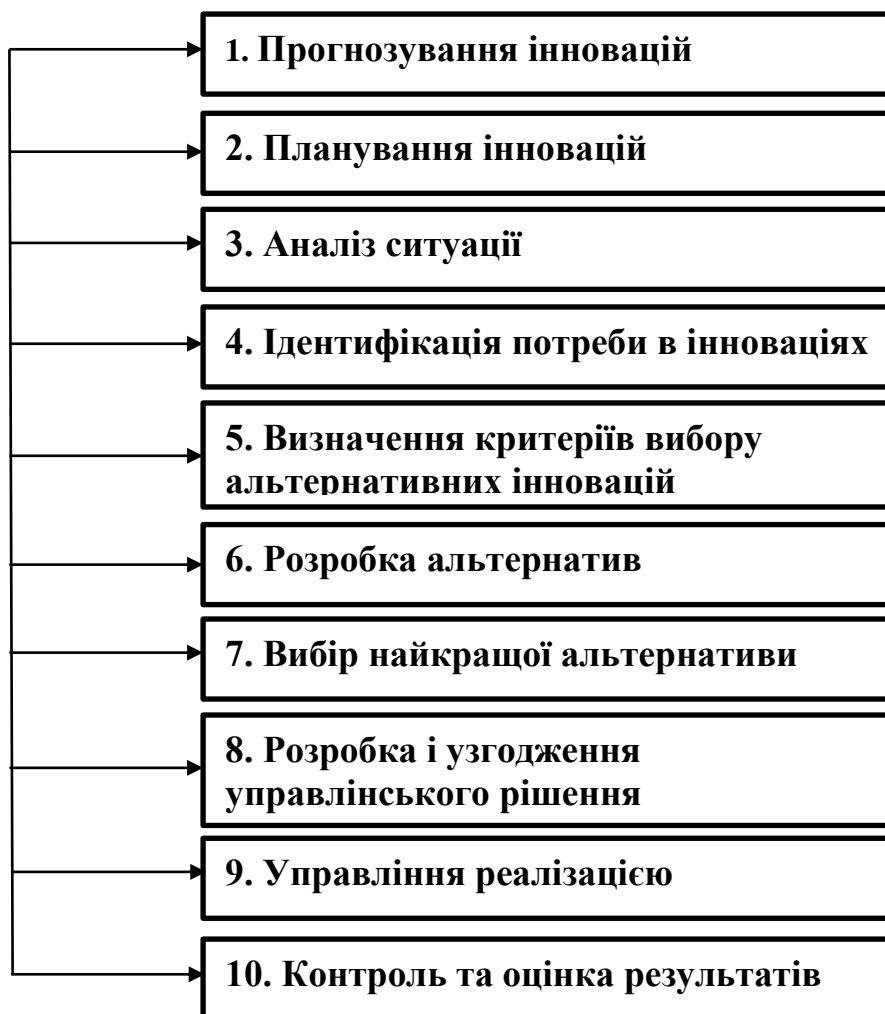 1. Прогнозування інновацій
2. Планування інновацій
3. Аналіз ситуації
4. Ідентифікація потреби в інноваціях
5. Визначення критеріїв вибору
альтернативних інновацій
6. Розробка альтернатив
7. Вибір найкращої альтернативи
8. Розробка і узгодження
управлінського рішення
9. Управління реалізацією
10. Контроль та оцінка результатів